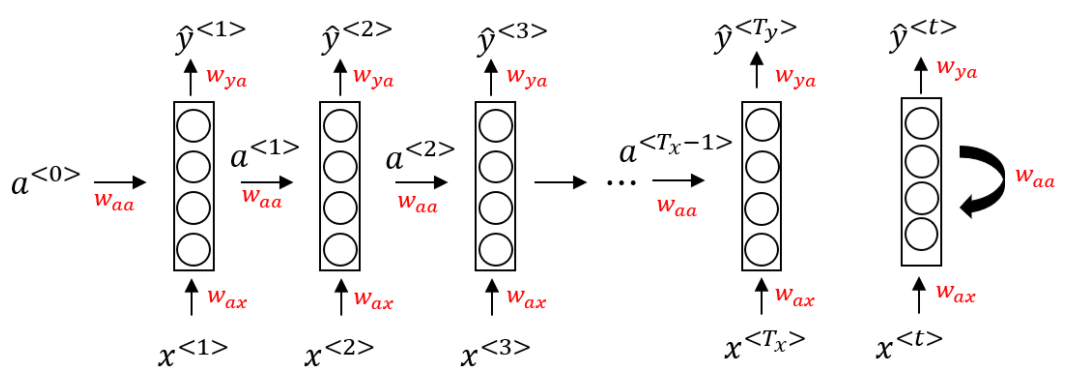 ŷ<1> ŷ<2> ŷ<3> ŷ<Ty> ŷ<t>
wya wya wya wya wya
a<0> a<1> a<2> ... a<Tx−1>
waa waa waa waa waa
wax wax wax wax wax
x<1> x<2> x<3> x<Tx> x<t>